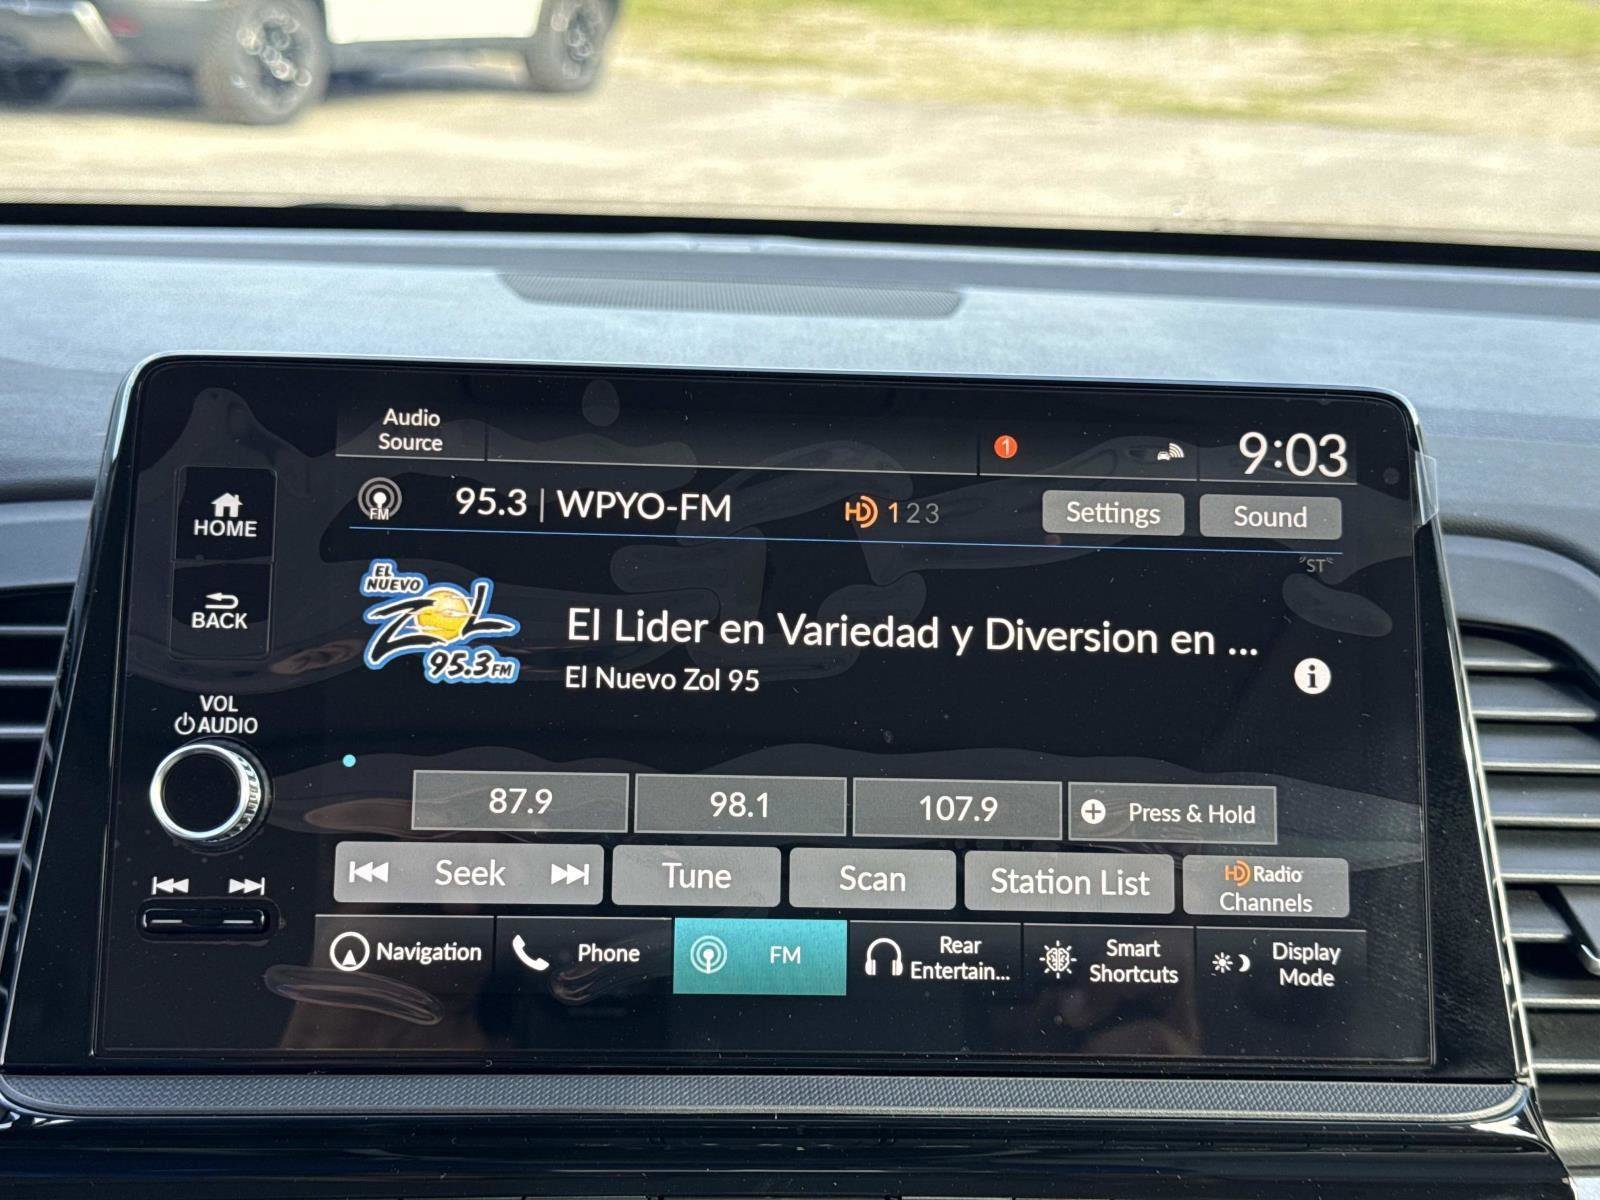 Audio
Source
1
9:03
HOME
FM
95.3 | WPYO-FM
HD 1 2 3
Settings
Sound
"ST"
EL
NUEVO
ZOL
95.3 FM
El Lider en Variedad y Diversion en ...
El Nuevo Zol 95
i
BACK
VOL
AUDIO
87.9
98.1
107.9
Press & Hold
Seek
Tune
Scan
Station List
HD Radio
Channels
Navigation
Phone
FM
Rear
Entertain...
Smart
Shortcuts
Display
Mode